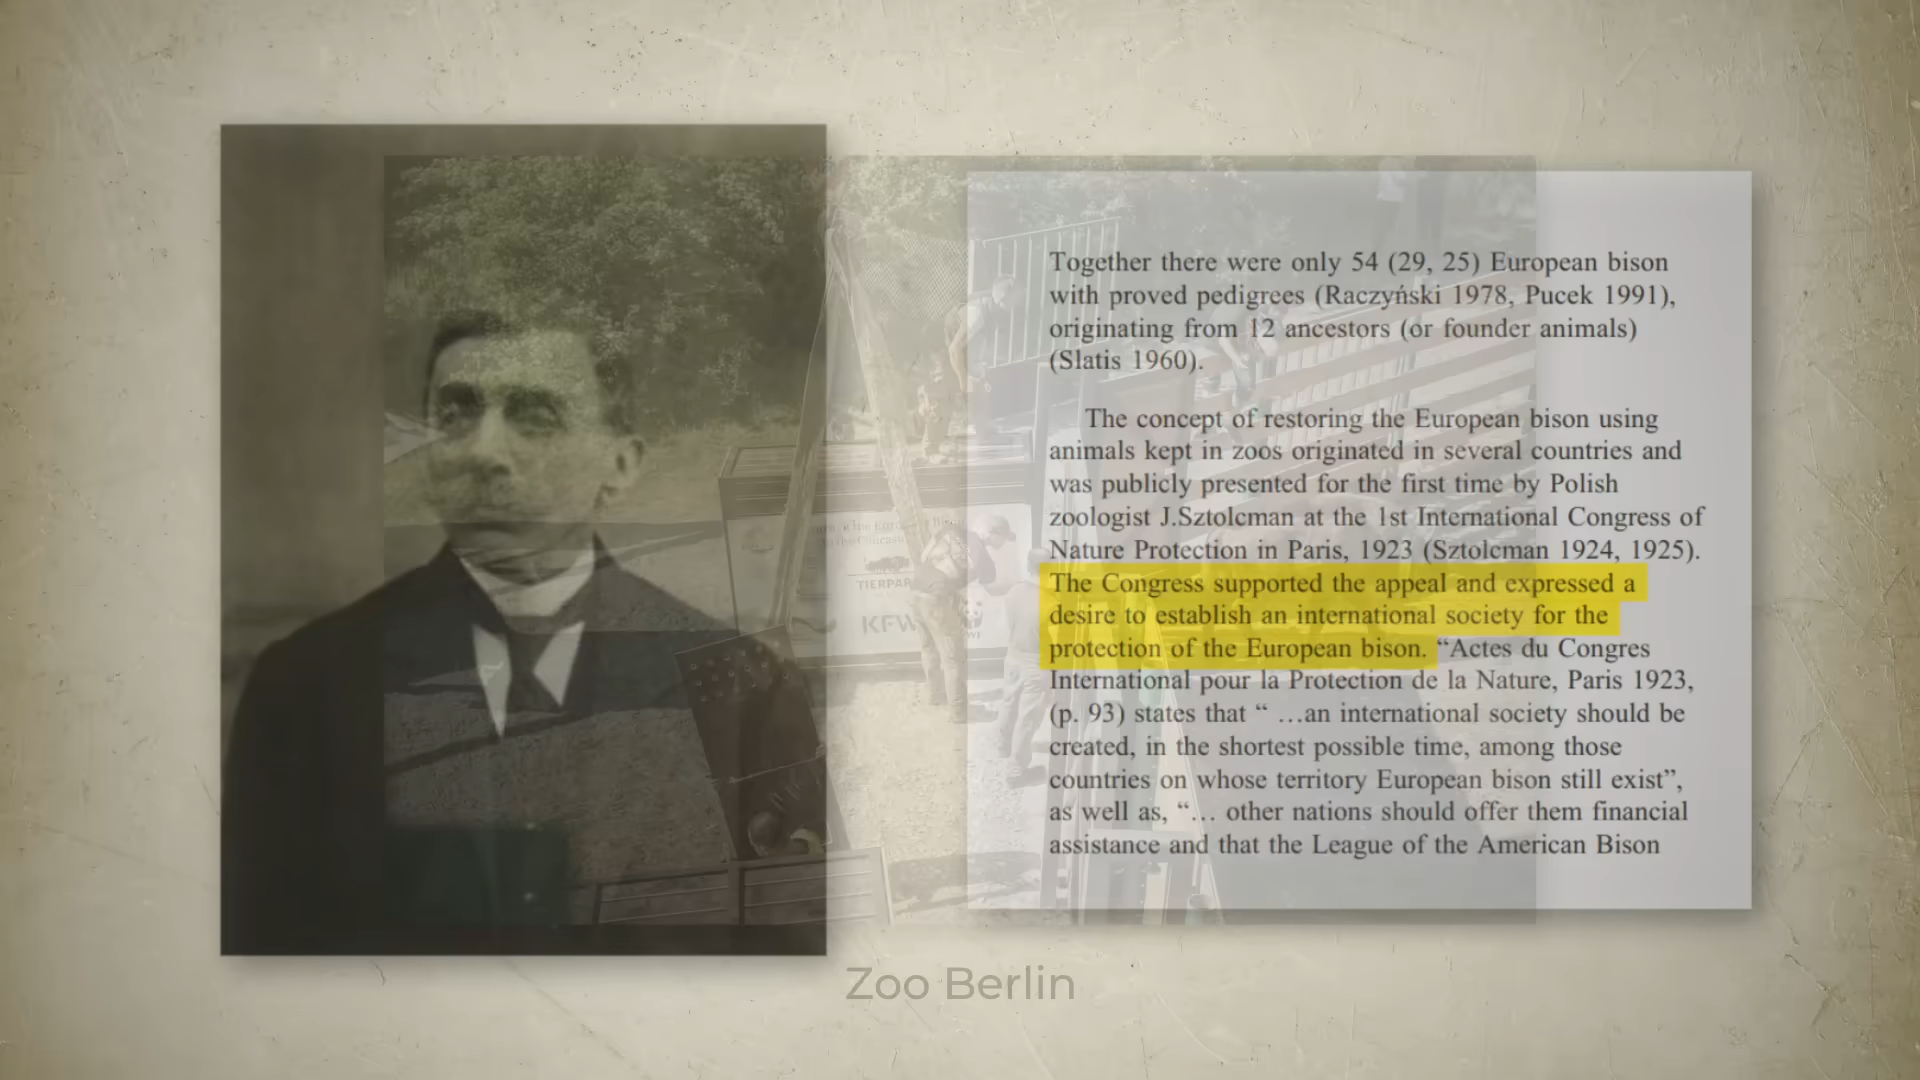 Together there were only 54 (29, 25) European bison
with proved pedigrees (Raczyński 1978, Pucek 1991),
originating from 12 ancestors (or founder animals)
(Slatis 1960).
The concept of restoring the European bison using
animals kept in zoos originated in several countries and
was publicly presented for the first time by Polish
zoologist J.Sztolcman at the 1st International Congress of
Nature Protection in Paris, 1923 (Sztolcman 1924, 1925).
The Congress supported the appeal and expressed a
desire to establish an international society for the
protection of the European bison. “Actes du Congres
International pour la Protection de la Nature, Paris 1923,
(p. 93) states that “ …an international society should be
created, in the shortest possible time, among those
countries on whose territory European bison still exist”,
as well as, “… other nations should offer them financial
assistance and that the League of the American Bison
TIERPAR
KFW
Zoo Berlin